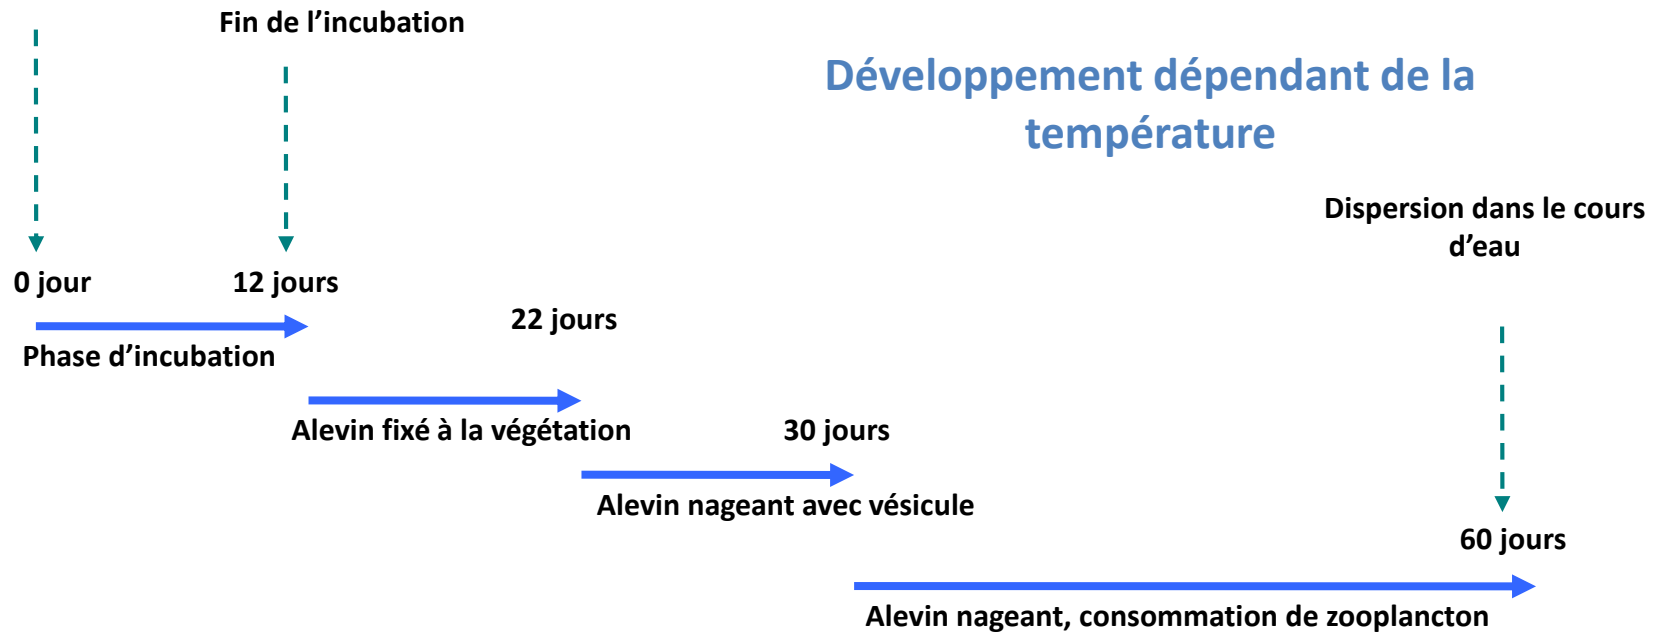 Fin de l’incubation
Développement dépendant de la
température
Dispersion dans le cours
d’eau
0 jour
12 jours
22 jours
Phase d’incubation
Alevin fixé à la végétation
30 jours
Alevin nageant avec vésicule
60 jours
Alevin nageant, consommation de zooplancton